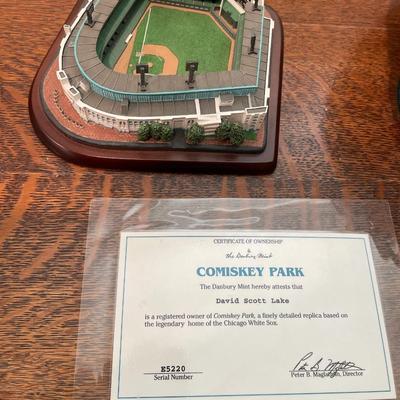 CERTIFICATE OF OWNERSHIP
The Danbury Mint
COMISKEY PARK
The Danbury Mint hereby attests that
David Scott Lake
is a registered owner of Comiskey Park, a finely detailed replica based on
the legendary home of the Chicago White Sox.
E5220
Serial Number
Peter B. Maglathlin, Director